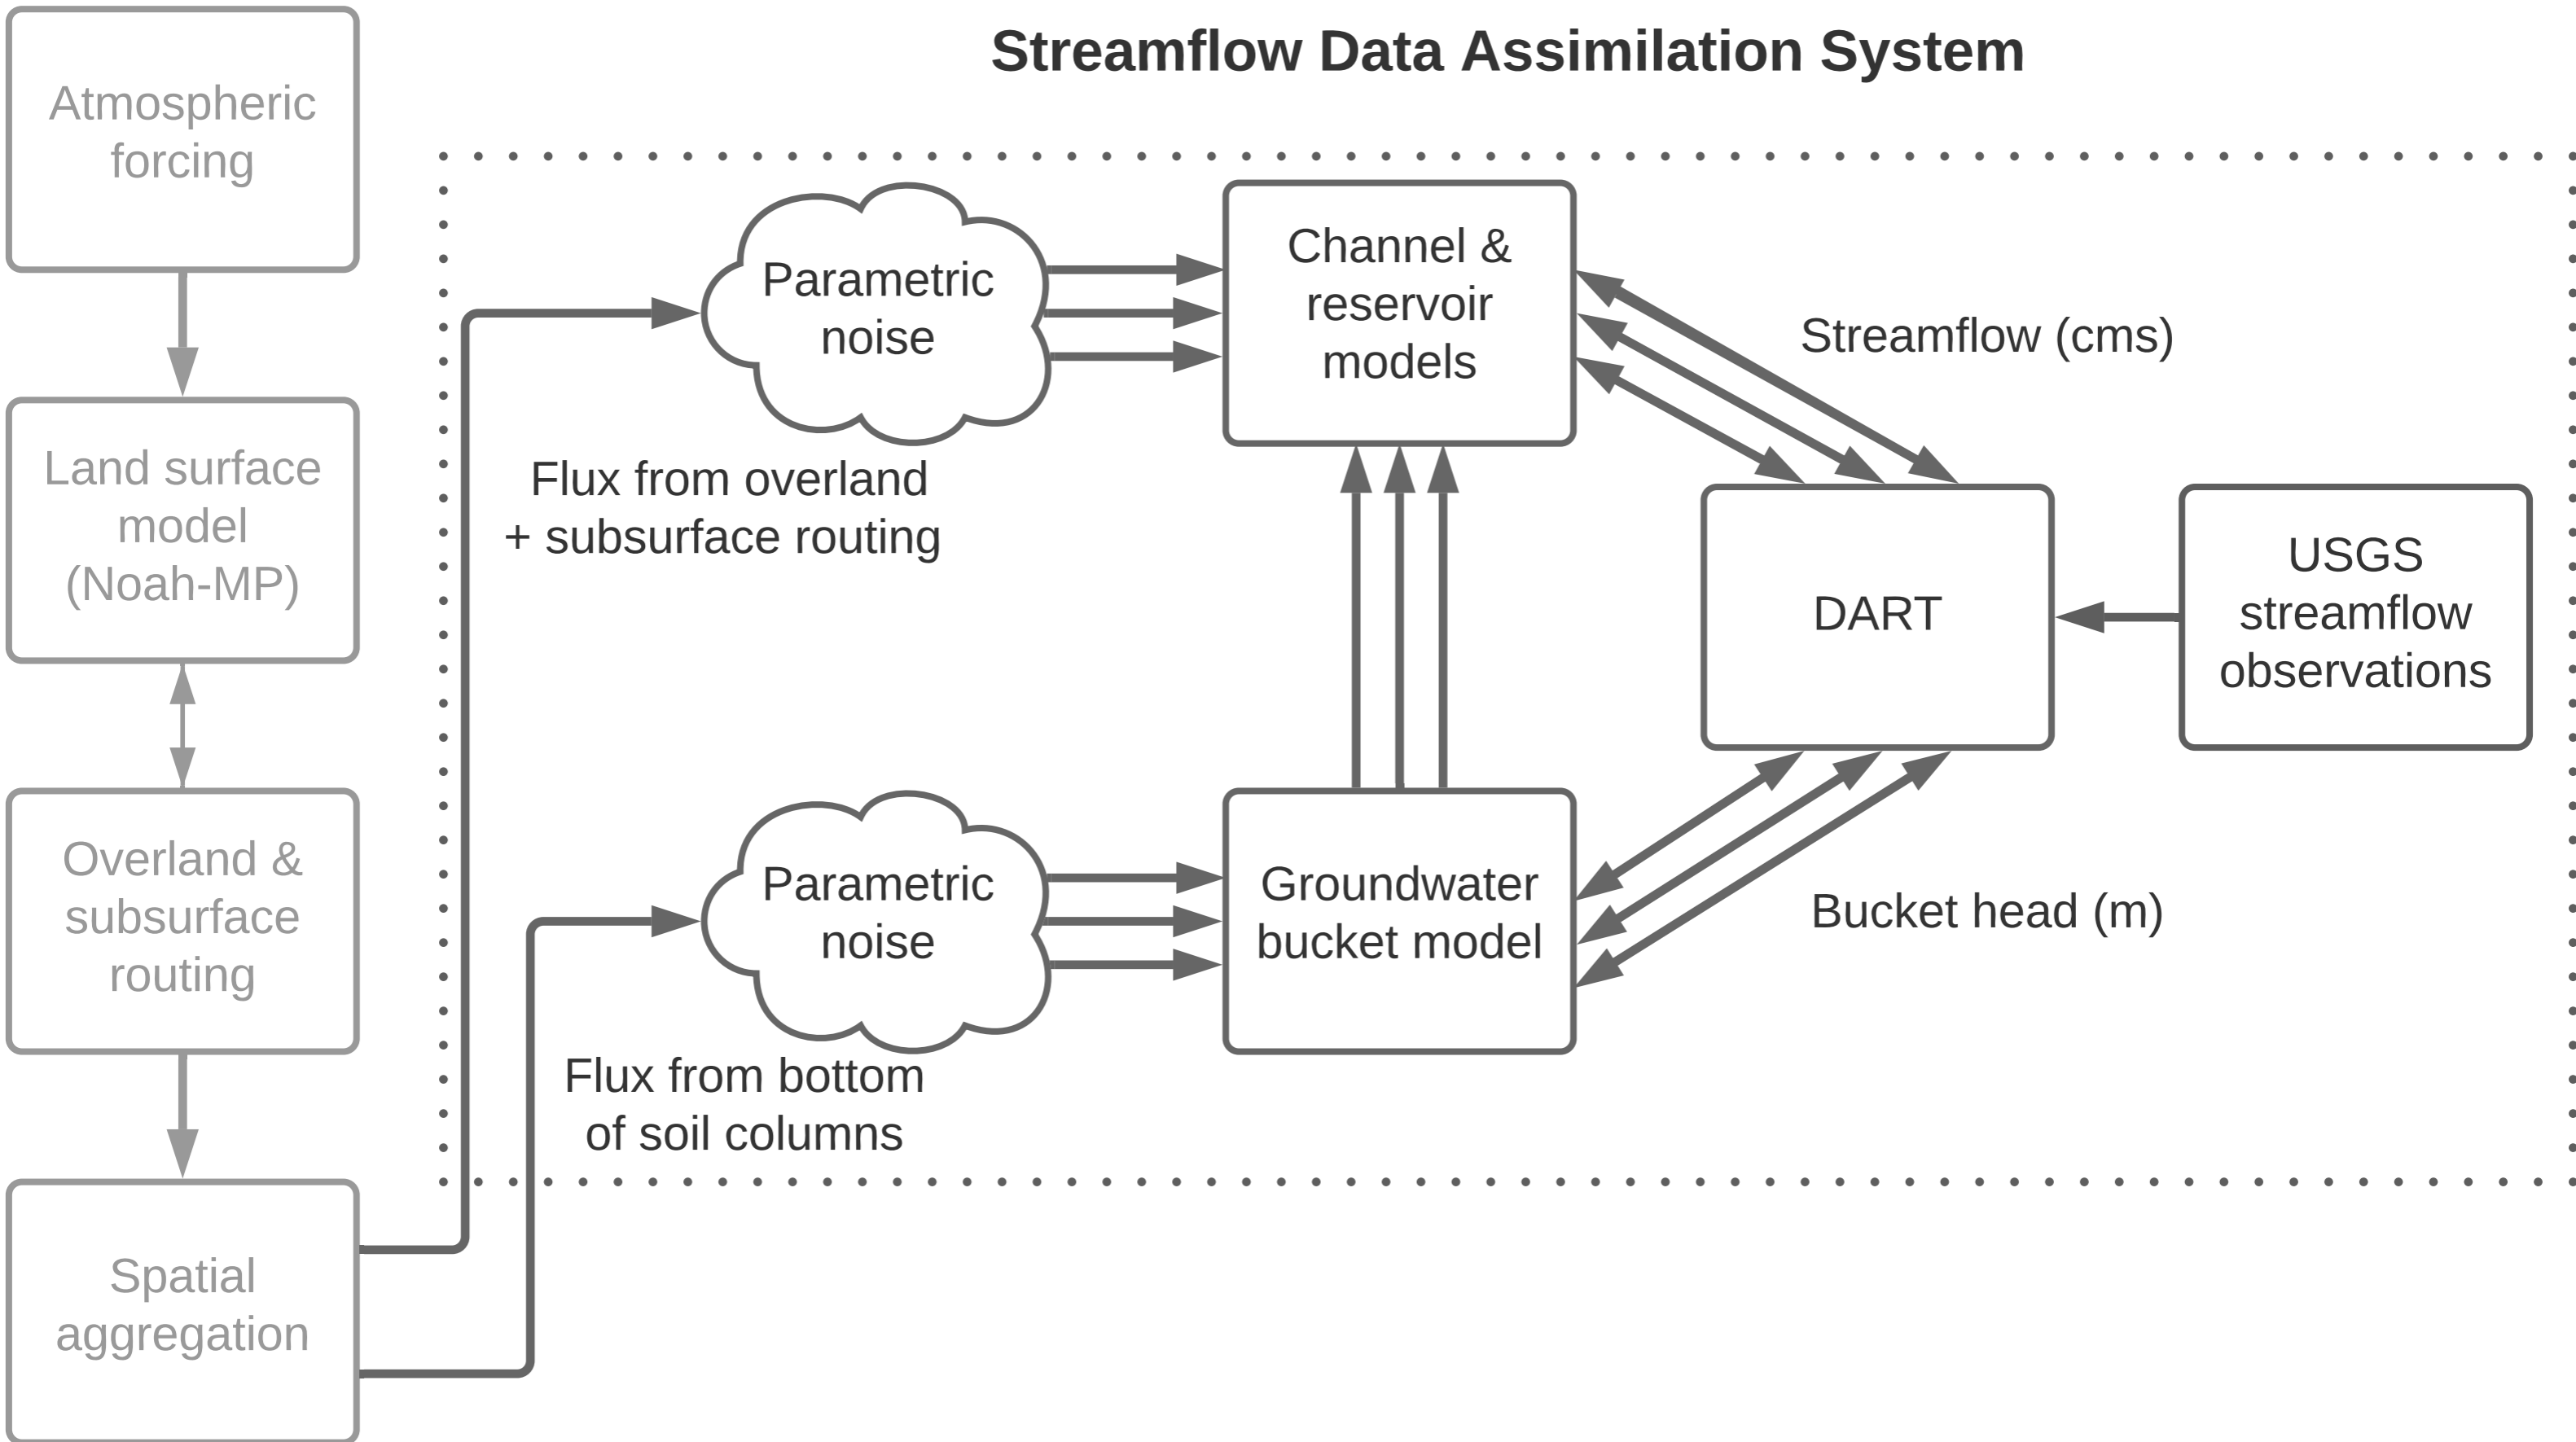 Streamflow Data Assimilation System
Atmospheric
forcing
Land surface
model
(Noah-MP)
Overland &
subsurface
routing
Spatial
aggregation
Parametric
noise
Flux from overland
+ subsurface routing
Parametric
noise
Flux from bottom
of soil columns
Channel &
reservoir
models
Groundwater
bucket model
Streamflow (cms)
DART
Bucket head (m)
USGS
streamflow
observations